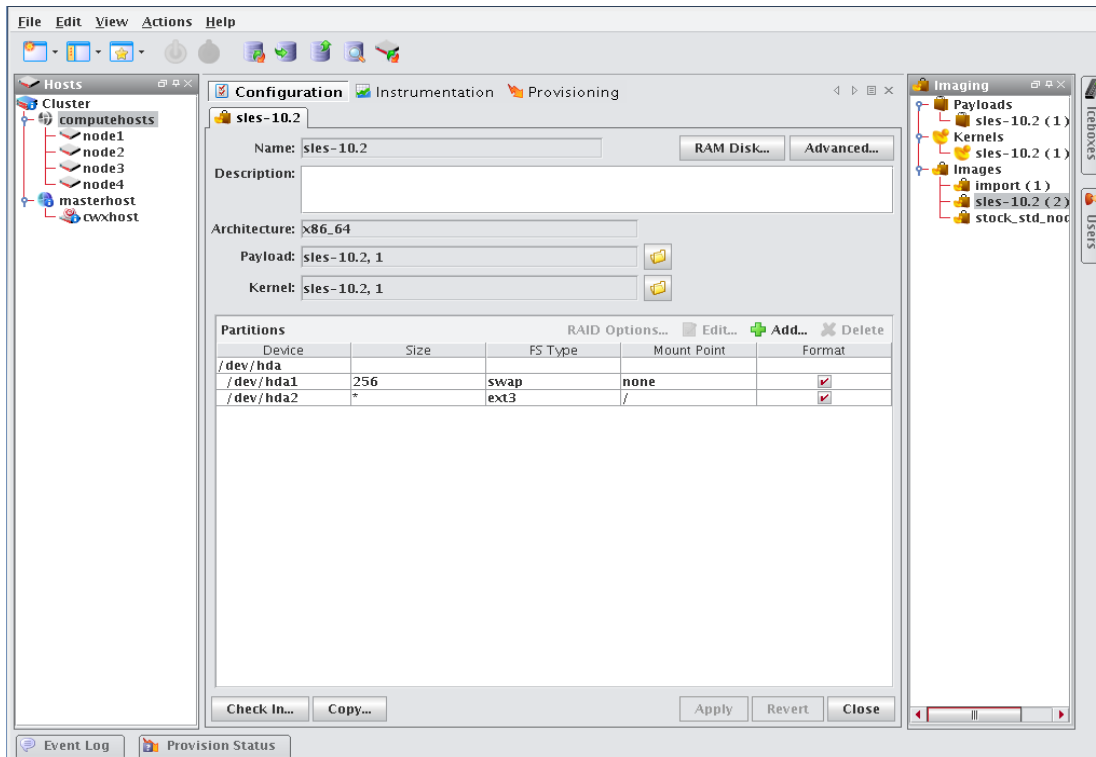 File Edit View Actions Help
Hosts
Cluster
computehosts
node1
node2
node3
node4
masterhost
cwxhost
Configuration Instrumentation Provisioning
sles-10.2
Name: sles-10.2 RAM Disk... Advanced...
Description:
Architecture: x86_64
Payload: sles-10.2, 1
Kernel: sles-10.2, 1
Partitions RAID Options... Edit... Add... Delete
Device Size FS Type Mount Point Format
/dev/hda
/dev/hda1 256 swap none
/dev/hda2 * ext3 /
Check In... Copy... Apply Revert Close
Imaging
Payloads
sles-10.2 (1)
Kernels
sles-10.2 (1)
Images
import (1)
sles-10.2 (2)
stock_std_nod
Iceboxes
Users
Event Log Provision Status